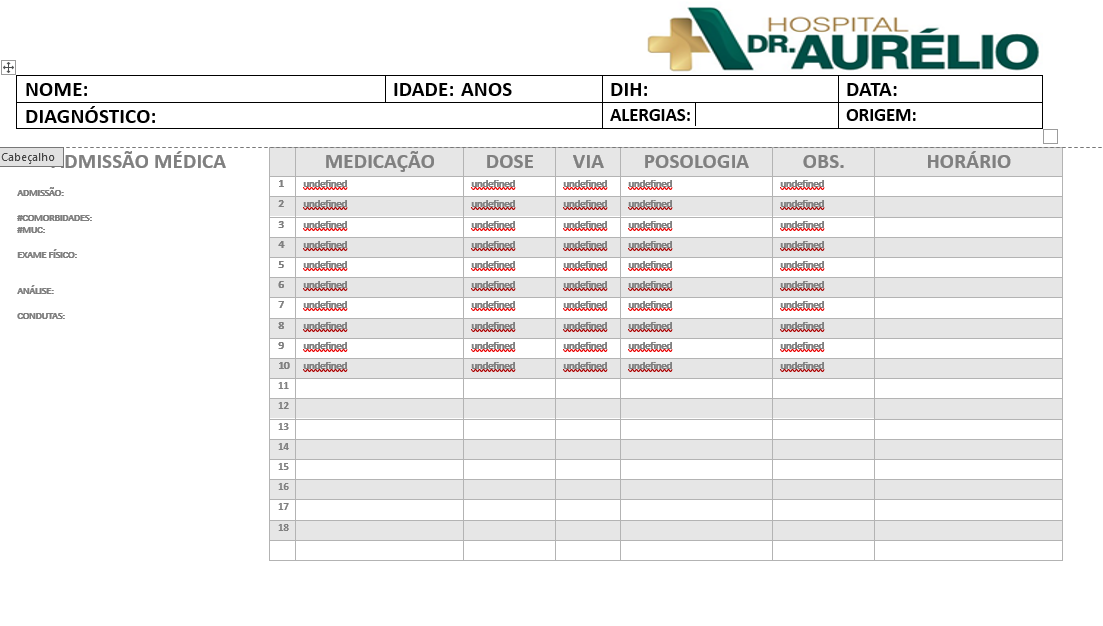 HOSPITAL
DR. AURÉLIO
NOME: IDADE: ANOS DIH: DATA:
DIAGNÓSTICO: ALERGIAS: ORIGEM:
Cabeçalho
DMISSÃO MÉDICA
ADMISSÃO:
#COMORBIDADES:
#MUC:
EXAME FÍSICO:
ANÁLISE:
CONDUTAS:
MEDICAÇÃO DOSE VIA POSOLOGIA OBS. HORÁRIO
1 undefined undefined undefined undefined undefined
2 undefined undefined undefined undefined undefined
3 undefined undefined undefined undefined undefined
4 undefined undefined undefined undefined undefined
5 undefined undefined undefined undefined undefined
6 undefined undefined undefined undefined undefined
7 undefined undefined undefined undefined undefined
8 undefined undefined undefined undefined undefined
9 undefined undefined undefined undefined undefined
10 undefined undefined undefined undefined undefined
11
12
13
14
15
16
17
18